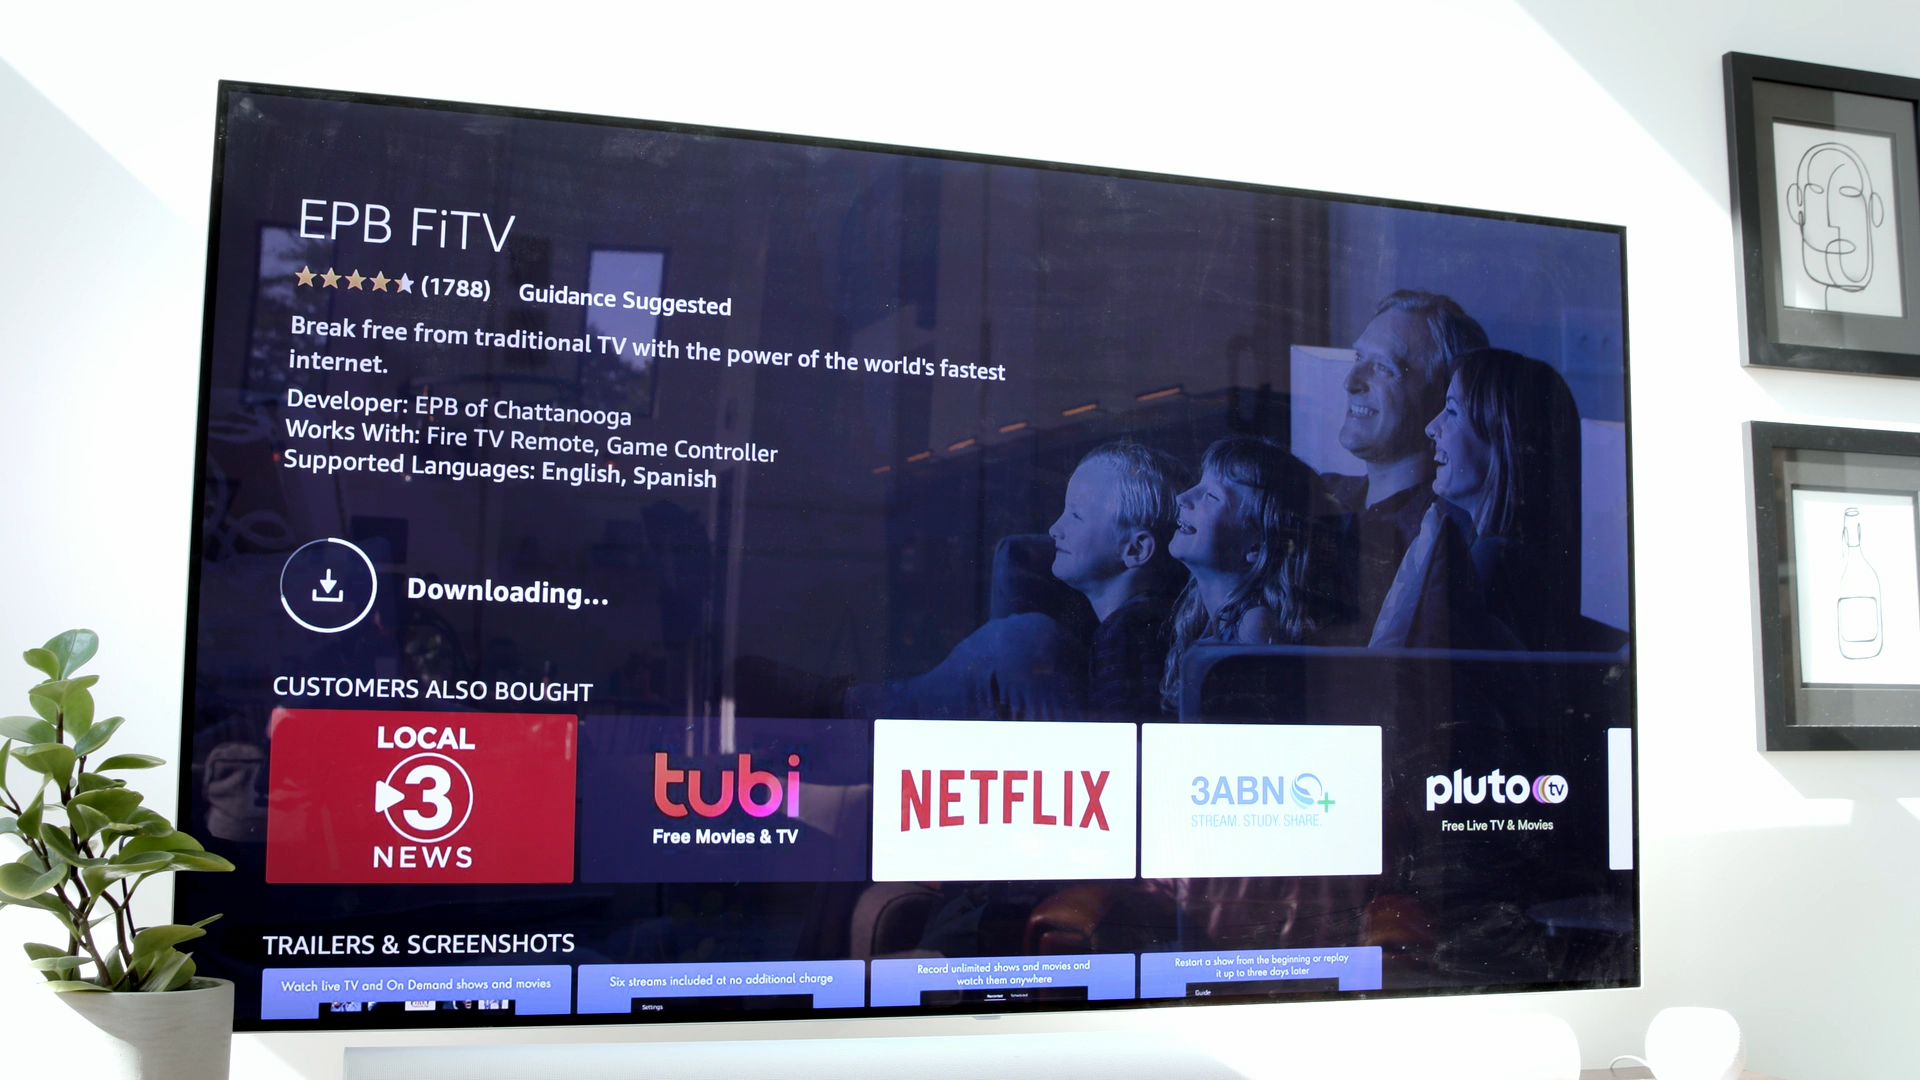 EPB FiTV
(1788) Guidance Suggested
Break free from traditional TV with the power of the world's fastest
internet.
Developer: EPB of Chattanooga
Works With: Fire TV Remote, Game Controller
Supported Languages: English, Spanish
Downloading...
CUSTOMERS ALSO BOUGHT
LOCAL
3
NEWS
tubi
Free Movies & TV
NETFLIX
3ABN+
STREAM. STUDY. SHARE.
pluto tv
Free Live TV & Movies
TRAILERS & SCREENSHOTS
Watch live TV and On Demand shows and movies
Six streams included at no additional charge
Settings
Record unlimited shows and movies and
watch them anywhere
Recorded Scheduled
Restart a show from the beginning or replay
it up to three days later
Guide